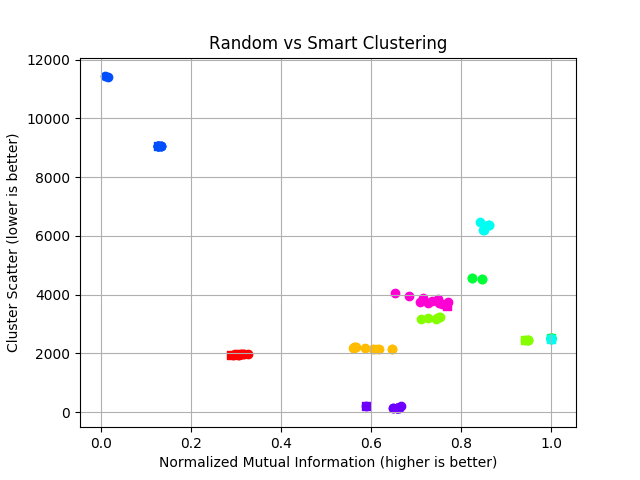 Random vs Smart Clustering
12000
10000
8000
6000
4000
2000
0
Cluster Scatter (lower is better)
0.0 0.2 0.4 0.6 0.8 1.0
Normalized Mutual Information (higher is better)